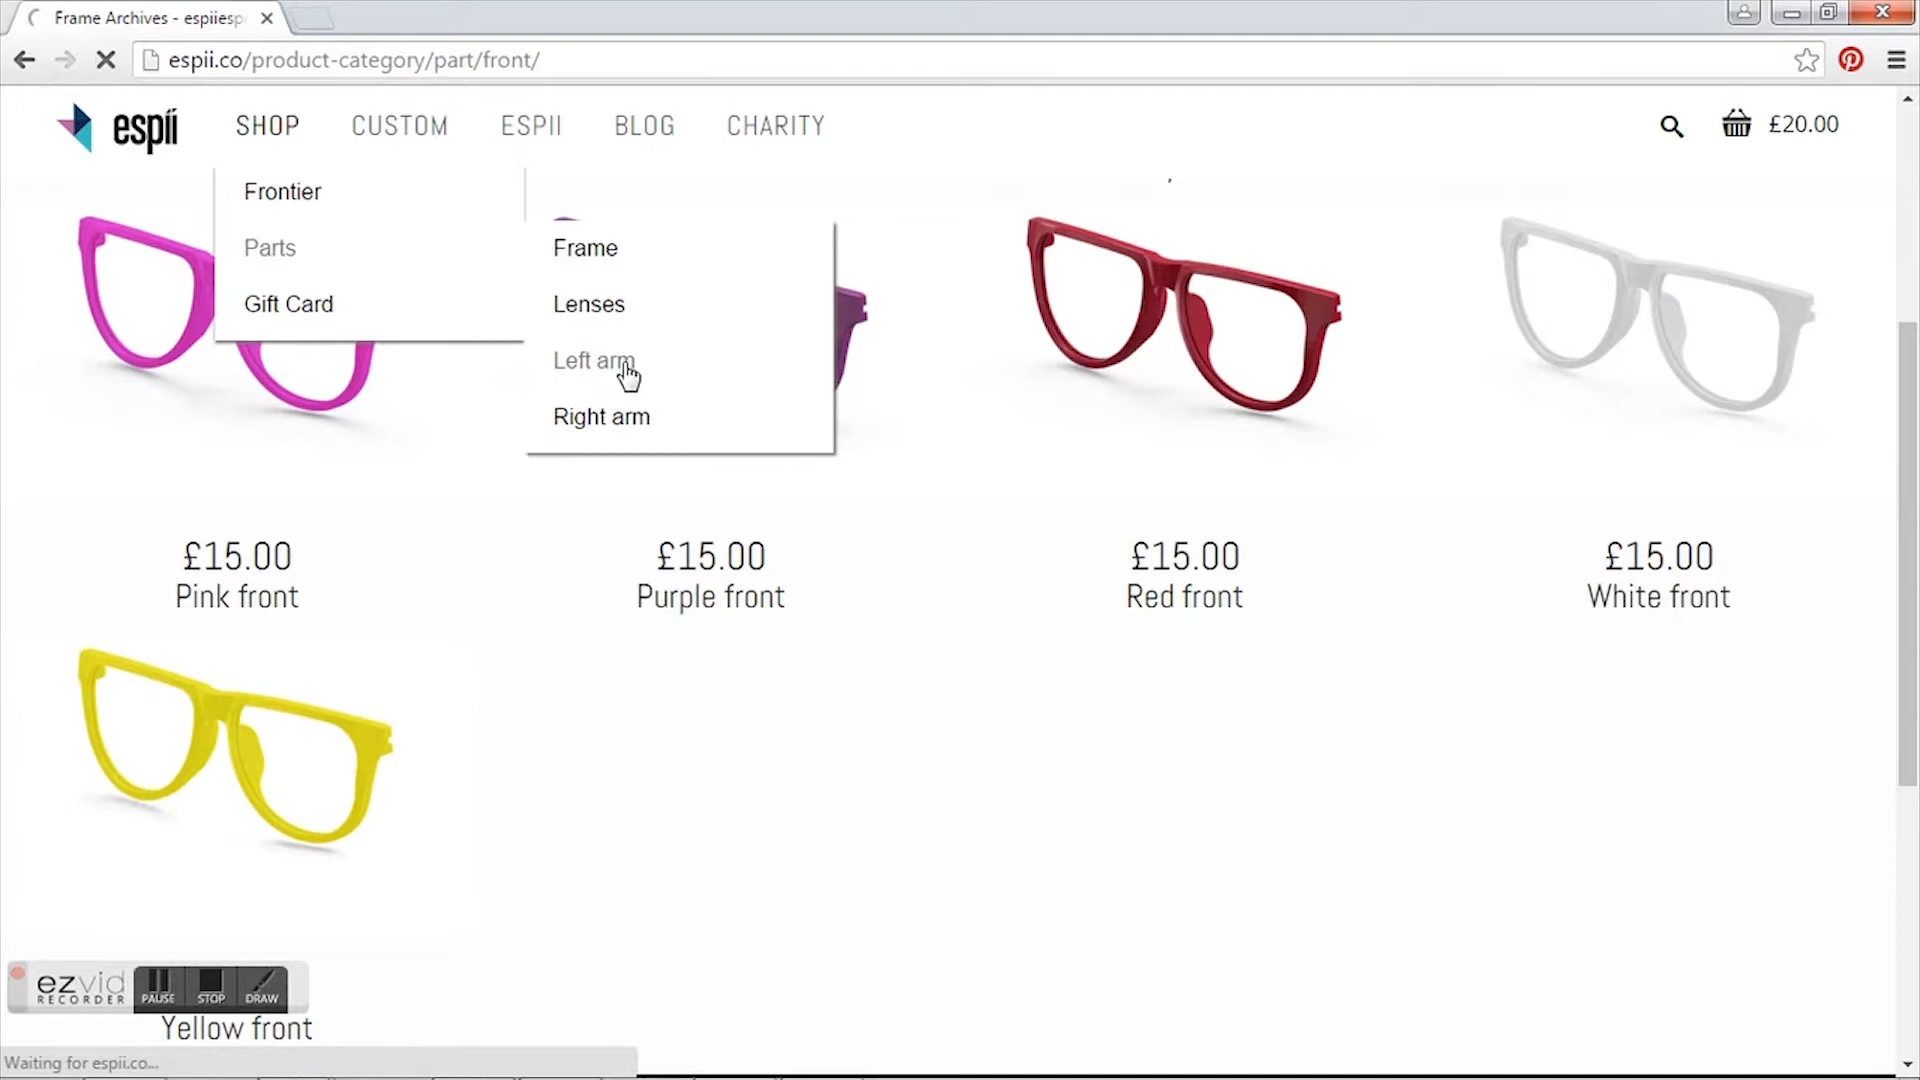 Frame Archives - espiiesp
espii.co/product-category/part/front/
espií
SHOP
CUSTOM
ESPII
BLOG
CHARITY
£20.00
Frontier
Parts
Gift Card
Frame
Lenses
Left arm
Right arm
£15.00
Pink front
£15.00
Purple front
£15.00
Red front
£15.00
White front
ezvid
RECORDER
PAUSE
STOP
DRAW
Yellow front
Waiting for espii.co...